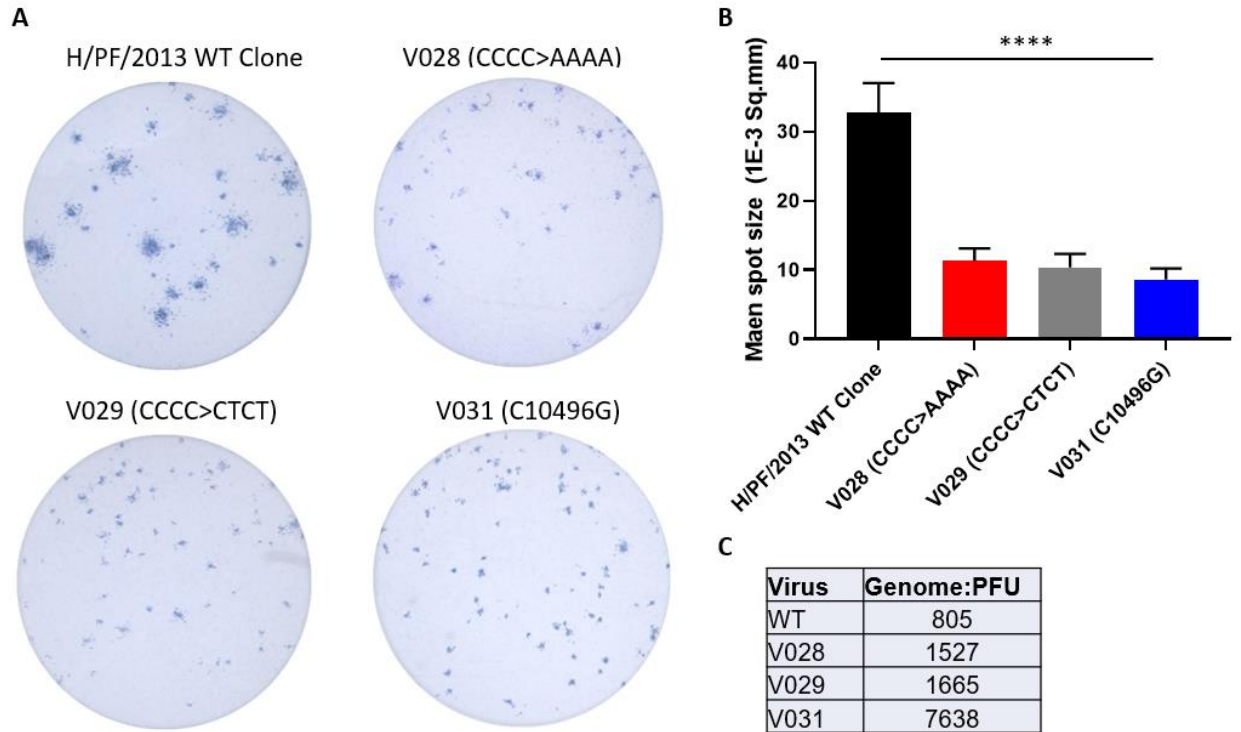 A
H/PF/2013 WT Clone
V028 (CCCC>AAAA)
V029 (CCCC>CTCT)
V031 (C10496G)
B
****
Maen spot size (1E-3 Sq.mm)
40
30
20
10
0
H/PF/2013 WT Clone
V028 (CCCC>AAAA)
V029 (CCCC>CTCT)
V031 (C10496G)
C
Virus Genome:PFU
WT 805
V028 1527
V029 1665
V031 7638